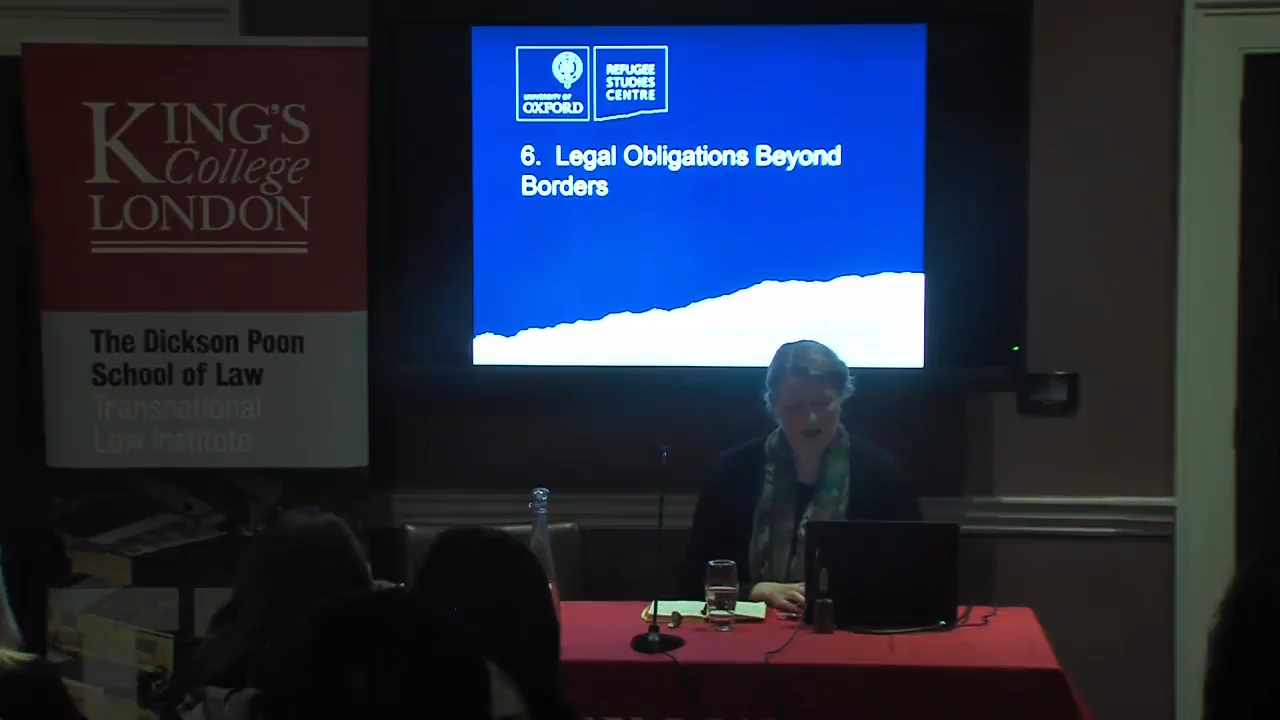 KING'S
College
LONDON
The Dickson Poon
School of Law
Transnational
Law Institute
UNIVERSITY OF
OXFORD
REFUGEE
STUDIES
CENTRE
6. Legal Obligations Beyond
Borders